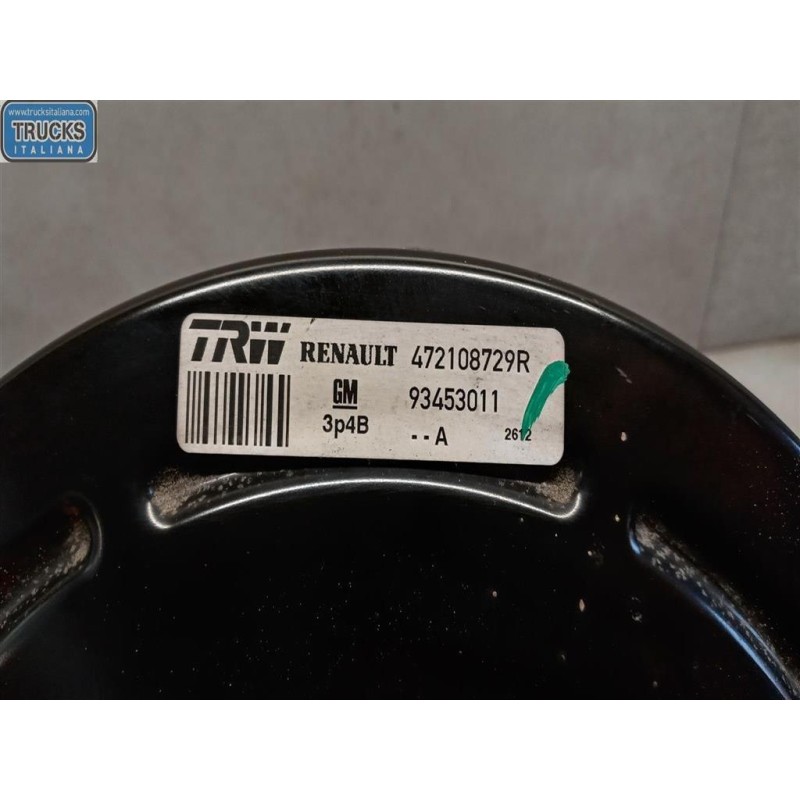 www.trucksitaliana.com
TRUCKS
ITALIANA
TRW RENAULT 472108729R
GM 93453011
3p4B --A 2612